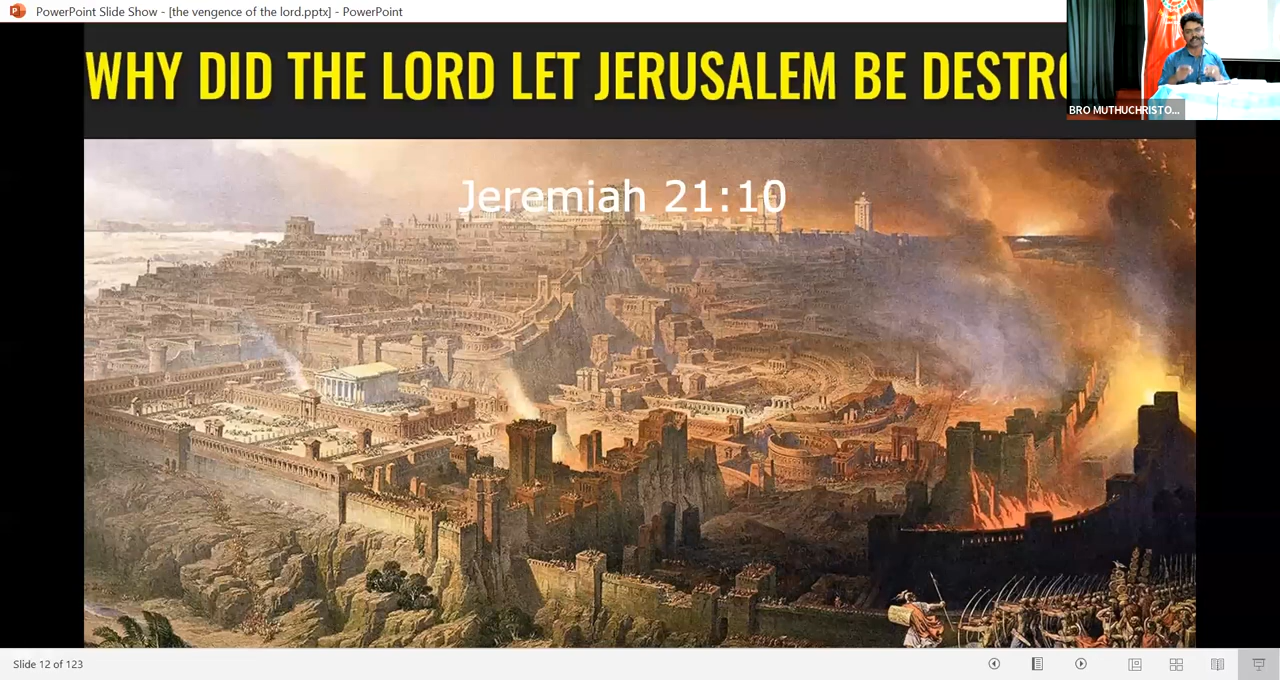 PowerPoint Slide Show - [the vengence of the lord.pptx] - PowerPoint
WHY DID THE LORD LET JERUSALEM BE
BRO MUTHUCHRISTO...
Jeremiah 21:10
Slide 12 of 123